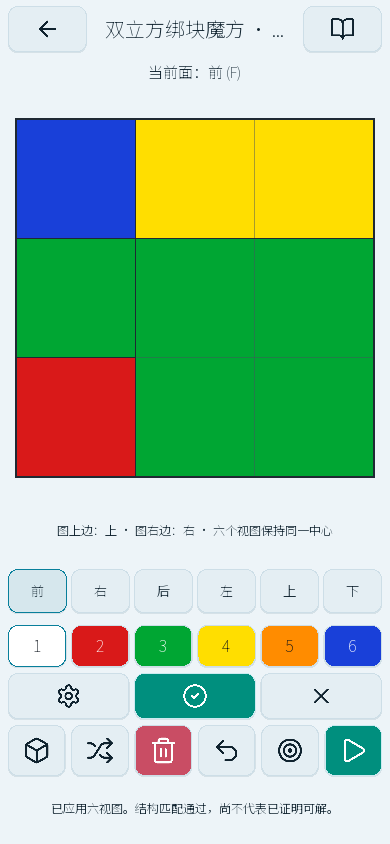 双立方绑块魔方 · ...
当前面：前 (F)
图上边：上 · 图右边：右 · 六个视图保持同一中心
前 右 后 左 上 下
1 2 3 4 5 6
已应用六视图。结构匹配通过，尚不代表已证明可解。